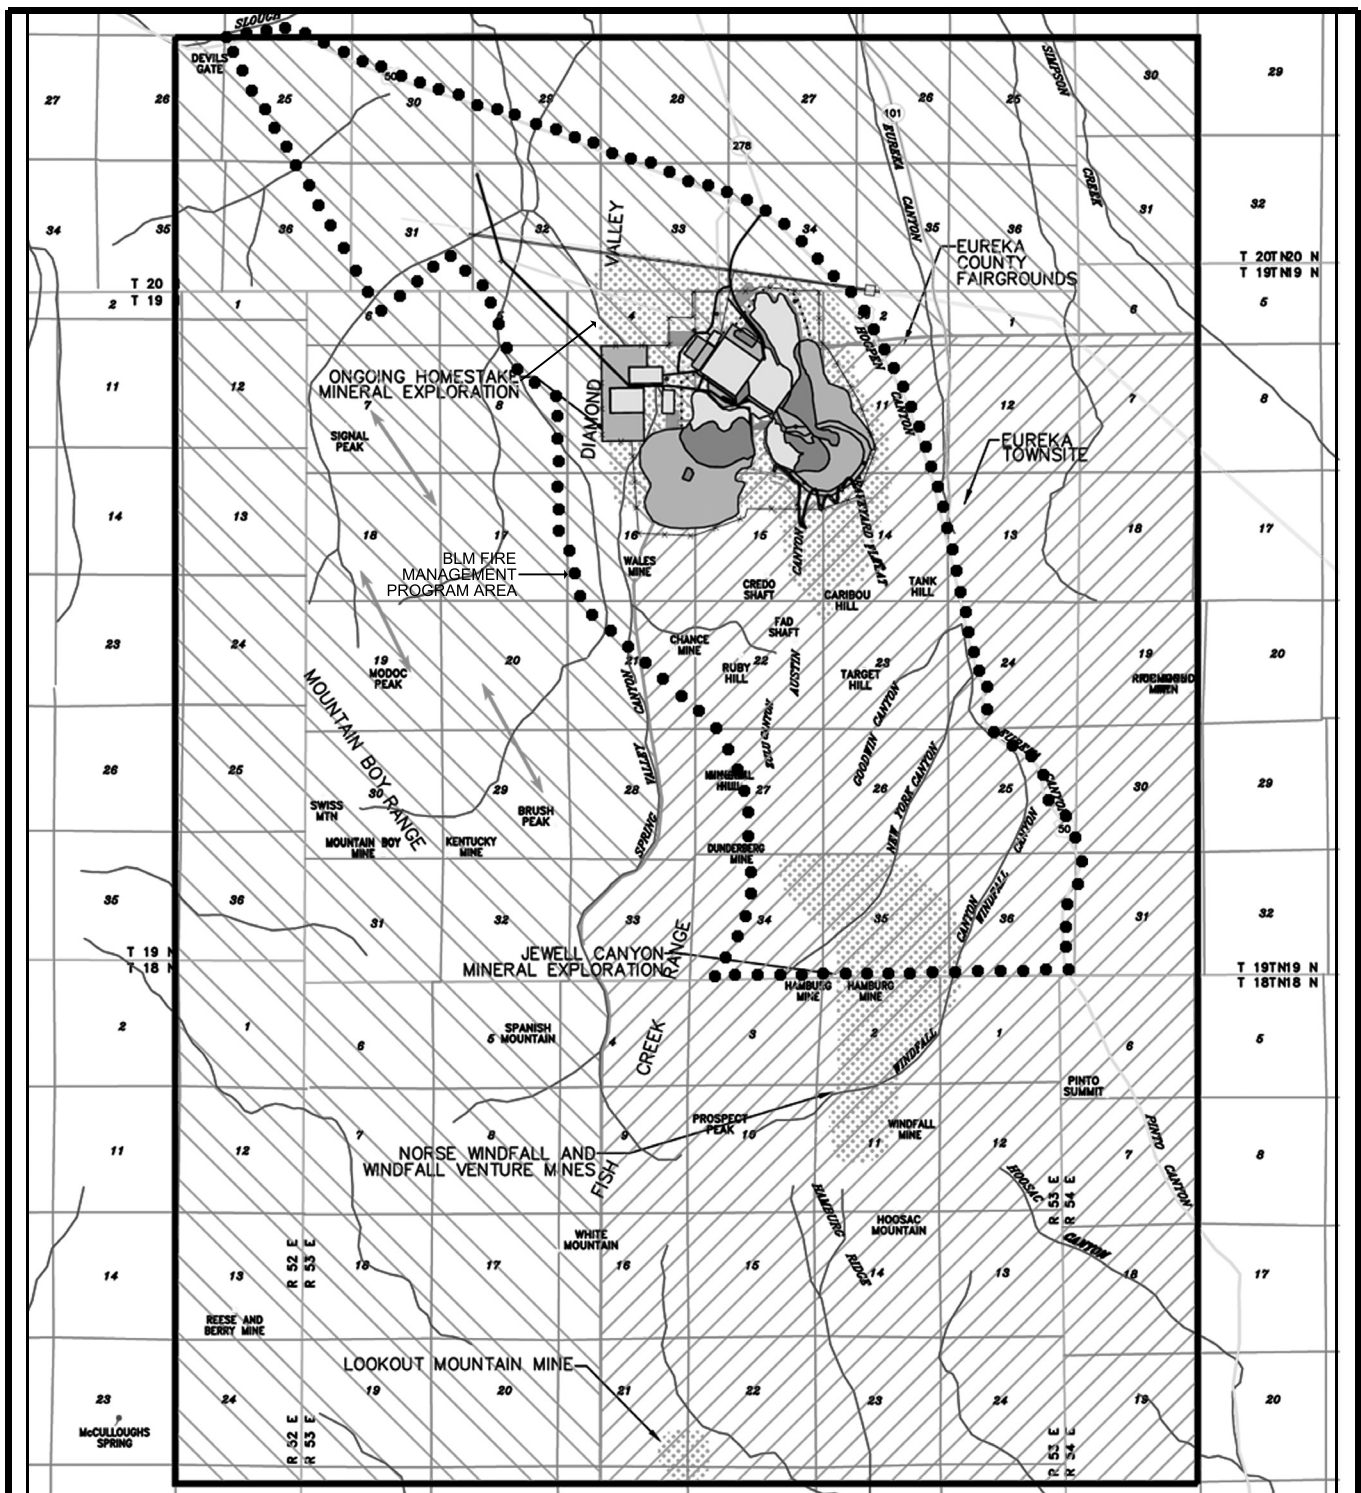 SLOUGH
DEVILS
GATE
50
30
29
27
26
25
30
29
28
27
26
25
101
278
SIMPSON
CREEK
EUREKA
CANYON
34
35
36
31
32
33
34
35
36
31
32
VALLEY
EUREKA
COUNTY
FAIRGROUNDS
T 20
T 19
2
1
6
4
2
1
6
5
ONGOING HOMESTAKE
MINERAL EXPLORATION
DIAMOND
HOGPEN
CANYON
11
12
7
8
11
12
7
8
SIGNAL
PEAK
EUREKA
TOWNSITE
14
13
18
17
16
15
14
13
18
17
BLM FIRE
MANAGEMENT
PROGRAM AREA
WALES
MINE
CREDO
SHAFT
CANYON
CARIBOU
HILL
TANK
HILL
FAD
SHAFT
CHANCE
MINE
23
24
19
20
21
22
23
24
19
20
MODOC
PEAK
RUBY
HILL
AUSTIN
TARGET
HILL
MOUNTAIN BOY RANGE
CANYON
VALLEY
SPRING
GOODWIN CANYON
NEW YORK CANYON
EUREKA
CANYON
50
26
25
30
29
28
27
26
25
30
29
SWISS
MTN
BRUSH
PEAK
MOUNTAIN BOY
MINE
KENTUCKY
MINE
DUNDERBERG
MINE
CANYON
WINDFALL
CANYON
35
36
31
32
33
34
35
36
31
32
T 19 N
T 18 N
JEWELL CANYON
MINERAL EXPLORATION
RANGE
HAMBURG
MINE
HAMBURG
MINE
2
1
6
5
SPANISH
MOUNTAIN
4
3
2
1
6
5
CREEK
WINDFALL
PINTO
SUMMIT
PROSPECT
PEAK
WINDFALL
MINE
11
12
7
8
9
10
11
12
7
8
NORSE WINDFALL AND
WINDFALL VENTURE MINES
FISH
PINTO
CANYON
HOOSAC
CANYON
R 53 E
R 54 E
HAMBURG
RIDGE
HOOSAC
MOUNTAIN
WHITE
MOUNTAIN
R 52 E
R 53 E
14
13
18
17
16
15
14
13
18
17
REESE AND
BERRY MINE
LOOKOUT MOUNTAIN MINE
23
24
19
20
21
22
23
24
19
20
McCULLOUGHS
SPRING
R 52 E
R 53 E
R 53 E
R 54 E